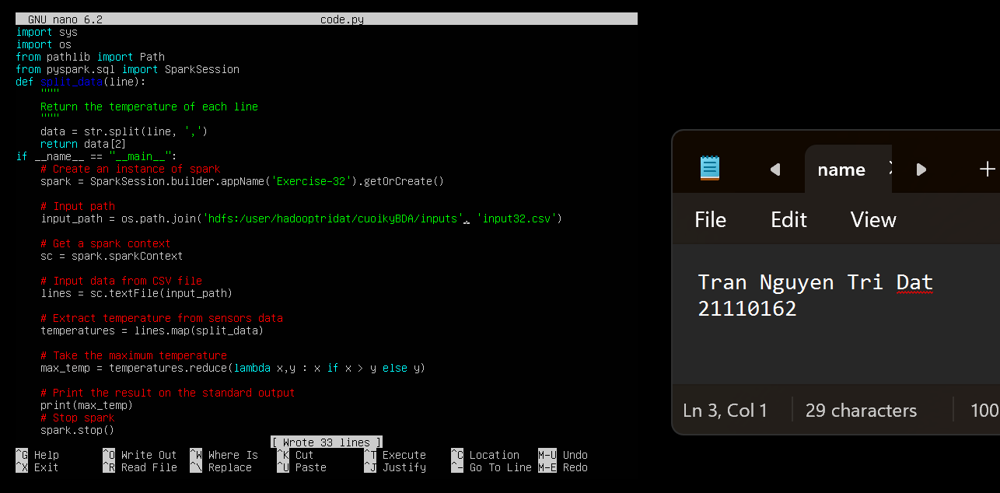 GNU nano 6.2 code.py
import sys
import os
from pathlib import Path
from pyspark.sql import SparkSession
def split_data(line):
    """
    Return the temperature of each line
    """
    data = str.split(line, ',')
    return data[2]
if __name__ == "__main__":
    # Create an instance of spark
    spark = SparkSession.builder.appName('Exercise-32').getOrCreate()

    # Input path
    input_path = os.path.join('hdfs:/user/hadooptridat/cuoikyBDA/inputs', 'input32.csv')

    # Get a spark context
    sc = spark.sparkContext

    # Input data from CSV file
    lines = sc.textFile(input_path)

    # Extract temperature from sensors data
    temperatures = lines.map(split_data)

    # Take the maximum temperature
    max_temp = temperatures.reduce(lambda x,y : x if x > y else y)

    # Print the result on the standard output
    print(max_temp)
    # Stop spark
    spark.stop()
[ Wrote 33 lines ]
^G Help ^O Write Out ^W Where Is ^K Cut ^T Execute ^C Location M-U Undo
^X Exit ^R Read File ^\ Replace ^U Paste ^J Justify ^- Go To Line M-E Redo
name
File Edit View
Tran Nguyen Tri Dat
21110162
Ln 3, Col 1 29 characters 100